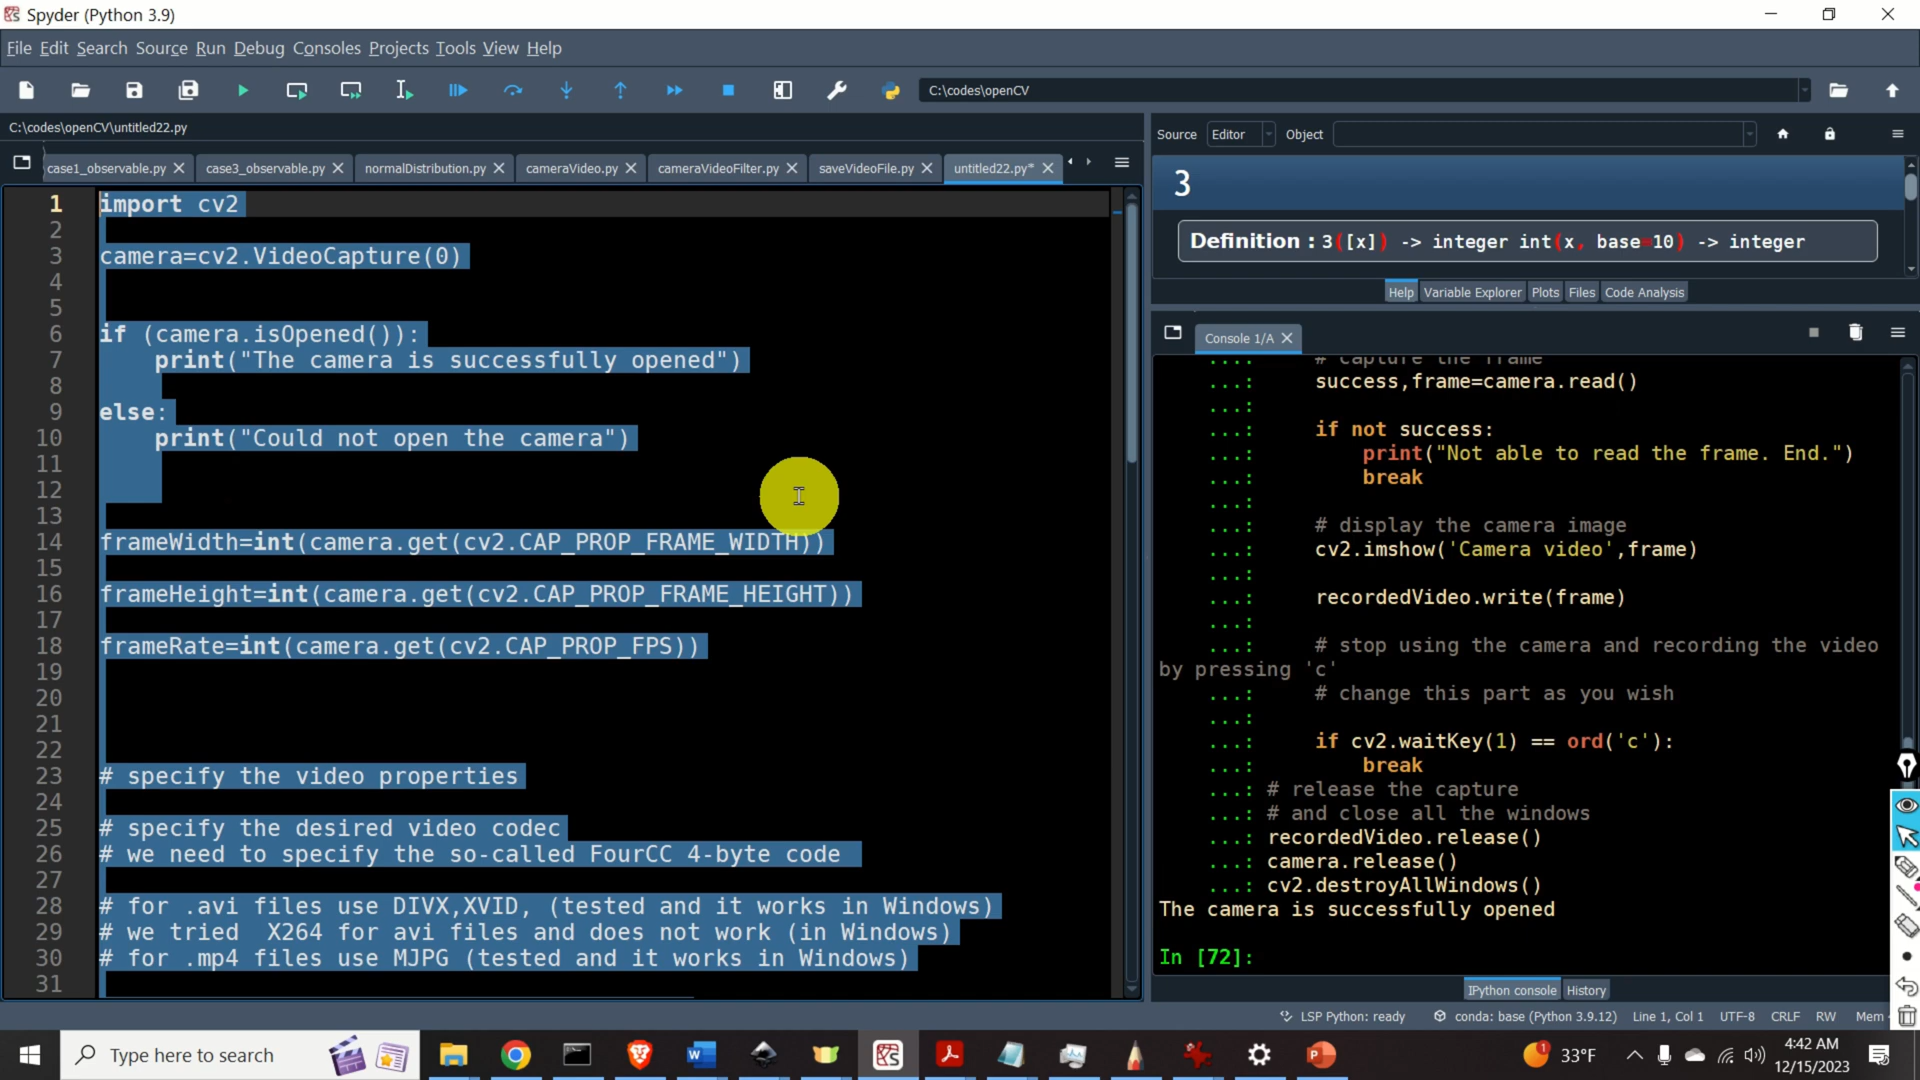 Spyder (Python 3.9)
File Edit Search Source Run Debug Consoles Projects Tools View Help
C:\codes\openCV
C:\codes\openCV\untitled22.py
case1_observable.py case3_observable.py normalDistribution.py cameraVideo.py cameraVideoFilter.py saveVideoFile.py untitled22.py*
1 import cv2
2
3 camera=cv2.VideoCapture(0)
4
5
6 if (camera.isOpened()):
7     print("The camera is successfully opened")
8
9 else:
10     print("Could not open the camera")
11
12
13
14 frameWidth=int(camera.get(cv2.CAP_PROP_FRAME_WIDTH))
15
16 frameHeight=int(camera.get(cv2.CAP_PROP_FRAME_HEIGHT))
17
18 frameRate=int(camera.get(cv2.CAP_PROP_FPS))
19
20
21
22
23 # specify the video properties
24
25 # specify the desired video codec
26 # we need to specify the so-called FourCC 4-byte code
27
28 # for .avi files use DIVX,XVID, (tested and it works in Windows)
29 # we tried  X264 for avi files and does not work (in Windows)
30 # for .mp4 files use MJPG (tested and it works in Windows)
31
Source Editor Object
3
Definition : 3([x]) -> integer int(x, base=10) -> integer
Help Variable Explorer Plots Files Code Analysis
Console 1/A
...:     # capture the frame
...:     success,frame=camera.read()
...:
...:     if not success:
...:         print("Not able to read the frame. End.")
...:         break
...:
...:     # display the camera image
...:     cv2.imshow('Camera video',frame)
...:
...:     recordedVideo.write(frame)
...:
...:     # stop using the camera and recording the video
by pressing 'c'
...:     # change this part as you wish
...:
...:     if cv2.waitKey(1) == ord('c'):
...:         break
...: # release the capture
...: # and close all the windows
...: recordedVideo.release()
...: camera.release()
...: cv2.destroyAllWindows()
The camera is successfully opened
In [72]:
IPython console History
LSP Python: ready conda: base (Python 3.9.12) Line 1, Col 1 UTF-8 CRLF RW Mem
Type here to search
33°F
4:42 AM
12/15/2023